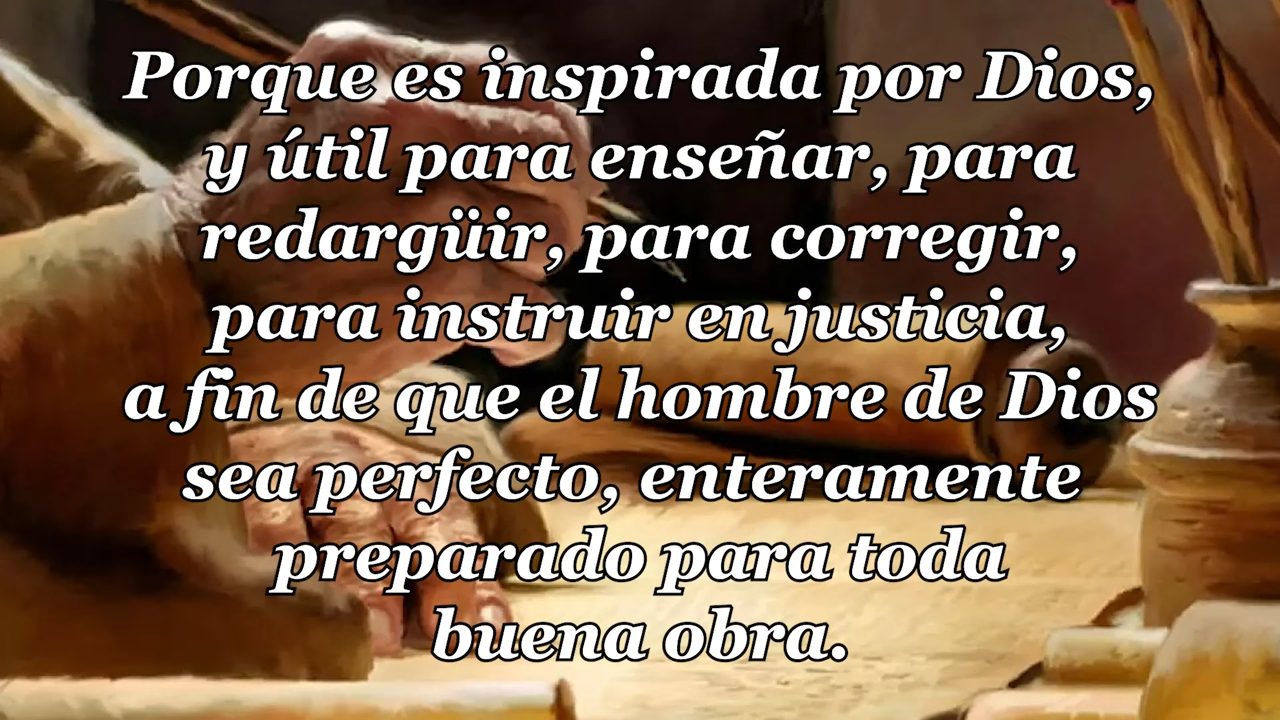 Porque es inspirada por Dios,
y útil para enseñar, para
redargüir, para corregir,
para instruir en justicia,
a fin de que el hombre de Dios
sea perfecto, enteramente
preparado para toda
buena obra.